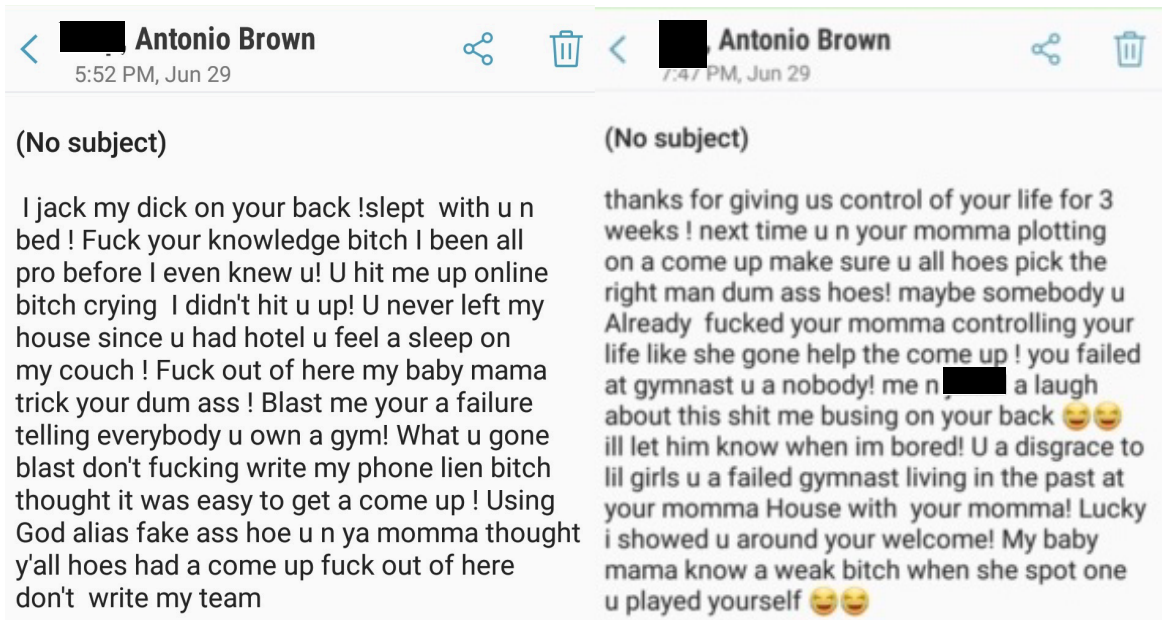 , Antonio Brown
5:52 PM, Jun 29
(No subject)
I jack my dick on your back !slept with u n
bed ! Fuck your knowledge bitch I been all
pro before I even knew u! U hit me up online
bitch crying I didn't hit u up! U never left my
house since u had hotel u feel a sleep on
my couch ! Fuck out of here my baby mama
trick your dum ass ! Blast me your a failure
telling everybody u own a gym! What u gone
blast don't fucking write my phone lien bitch
thought it was easy to get a come up ! Using
God alias fake ass hoe u n ya momma thought
y'all hoes had a come up fuck out of here
don't write my team
, Antonio Brown
7:47 PM, Jun 29
(No subject)
thanks for giving us control of your life for 3
weeks ! next time u n your momma plotting
on a come up make sure u all hoes pick the
right man dum ass hoes! maybe somebody u
Already fucked your momma controlling your
life like she gone help the come up ! you failed
at gymnast u a nobody! me n a laugh
about this shit me busing on your back 😂😂
ill let him know when im bored! U a disgrace to
lil girls u a failed gymnast living in the past at
your momma House with your momma! Lucky
i showed u around your welcome! My baby
mama know a weak bitch when she spot one
u played yourself 😂😂